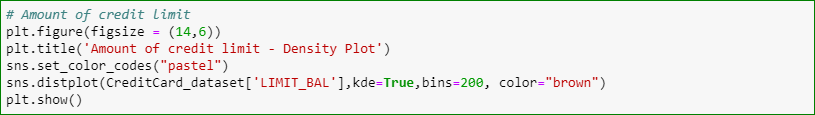 # Amount of credit limit
plt.figure(figsize = (14,6))
plt.title('Amount of credit limit - Density Plot')
sns.set_color_codes("pastel")
sns.distplot(CreditCard_dataset['LIMIT_BAL'],kde=True,bins=200, color="brown")
plt.show()